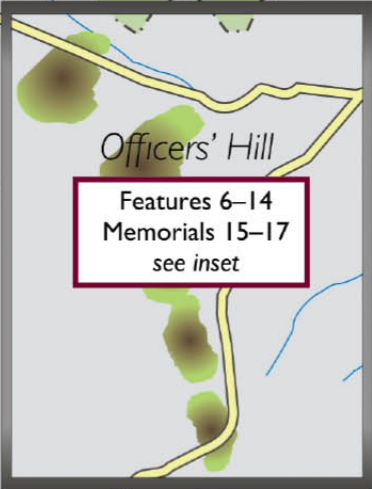 Officers’ Hill
Features 6–14
Memorials 15–17
see inset